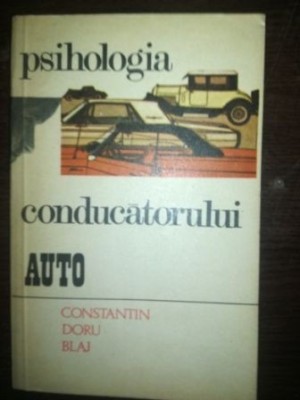 psihologia
conducătorului
AUTO
CONSTANTIN
DORU
BLAJ